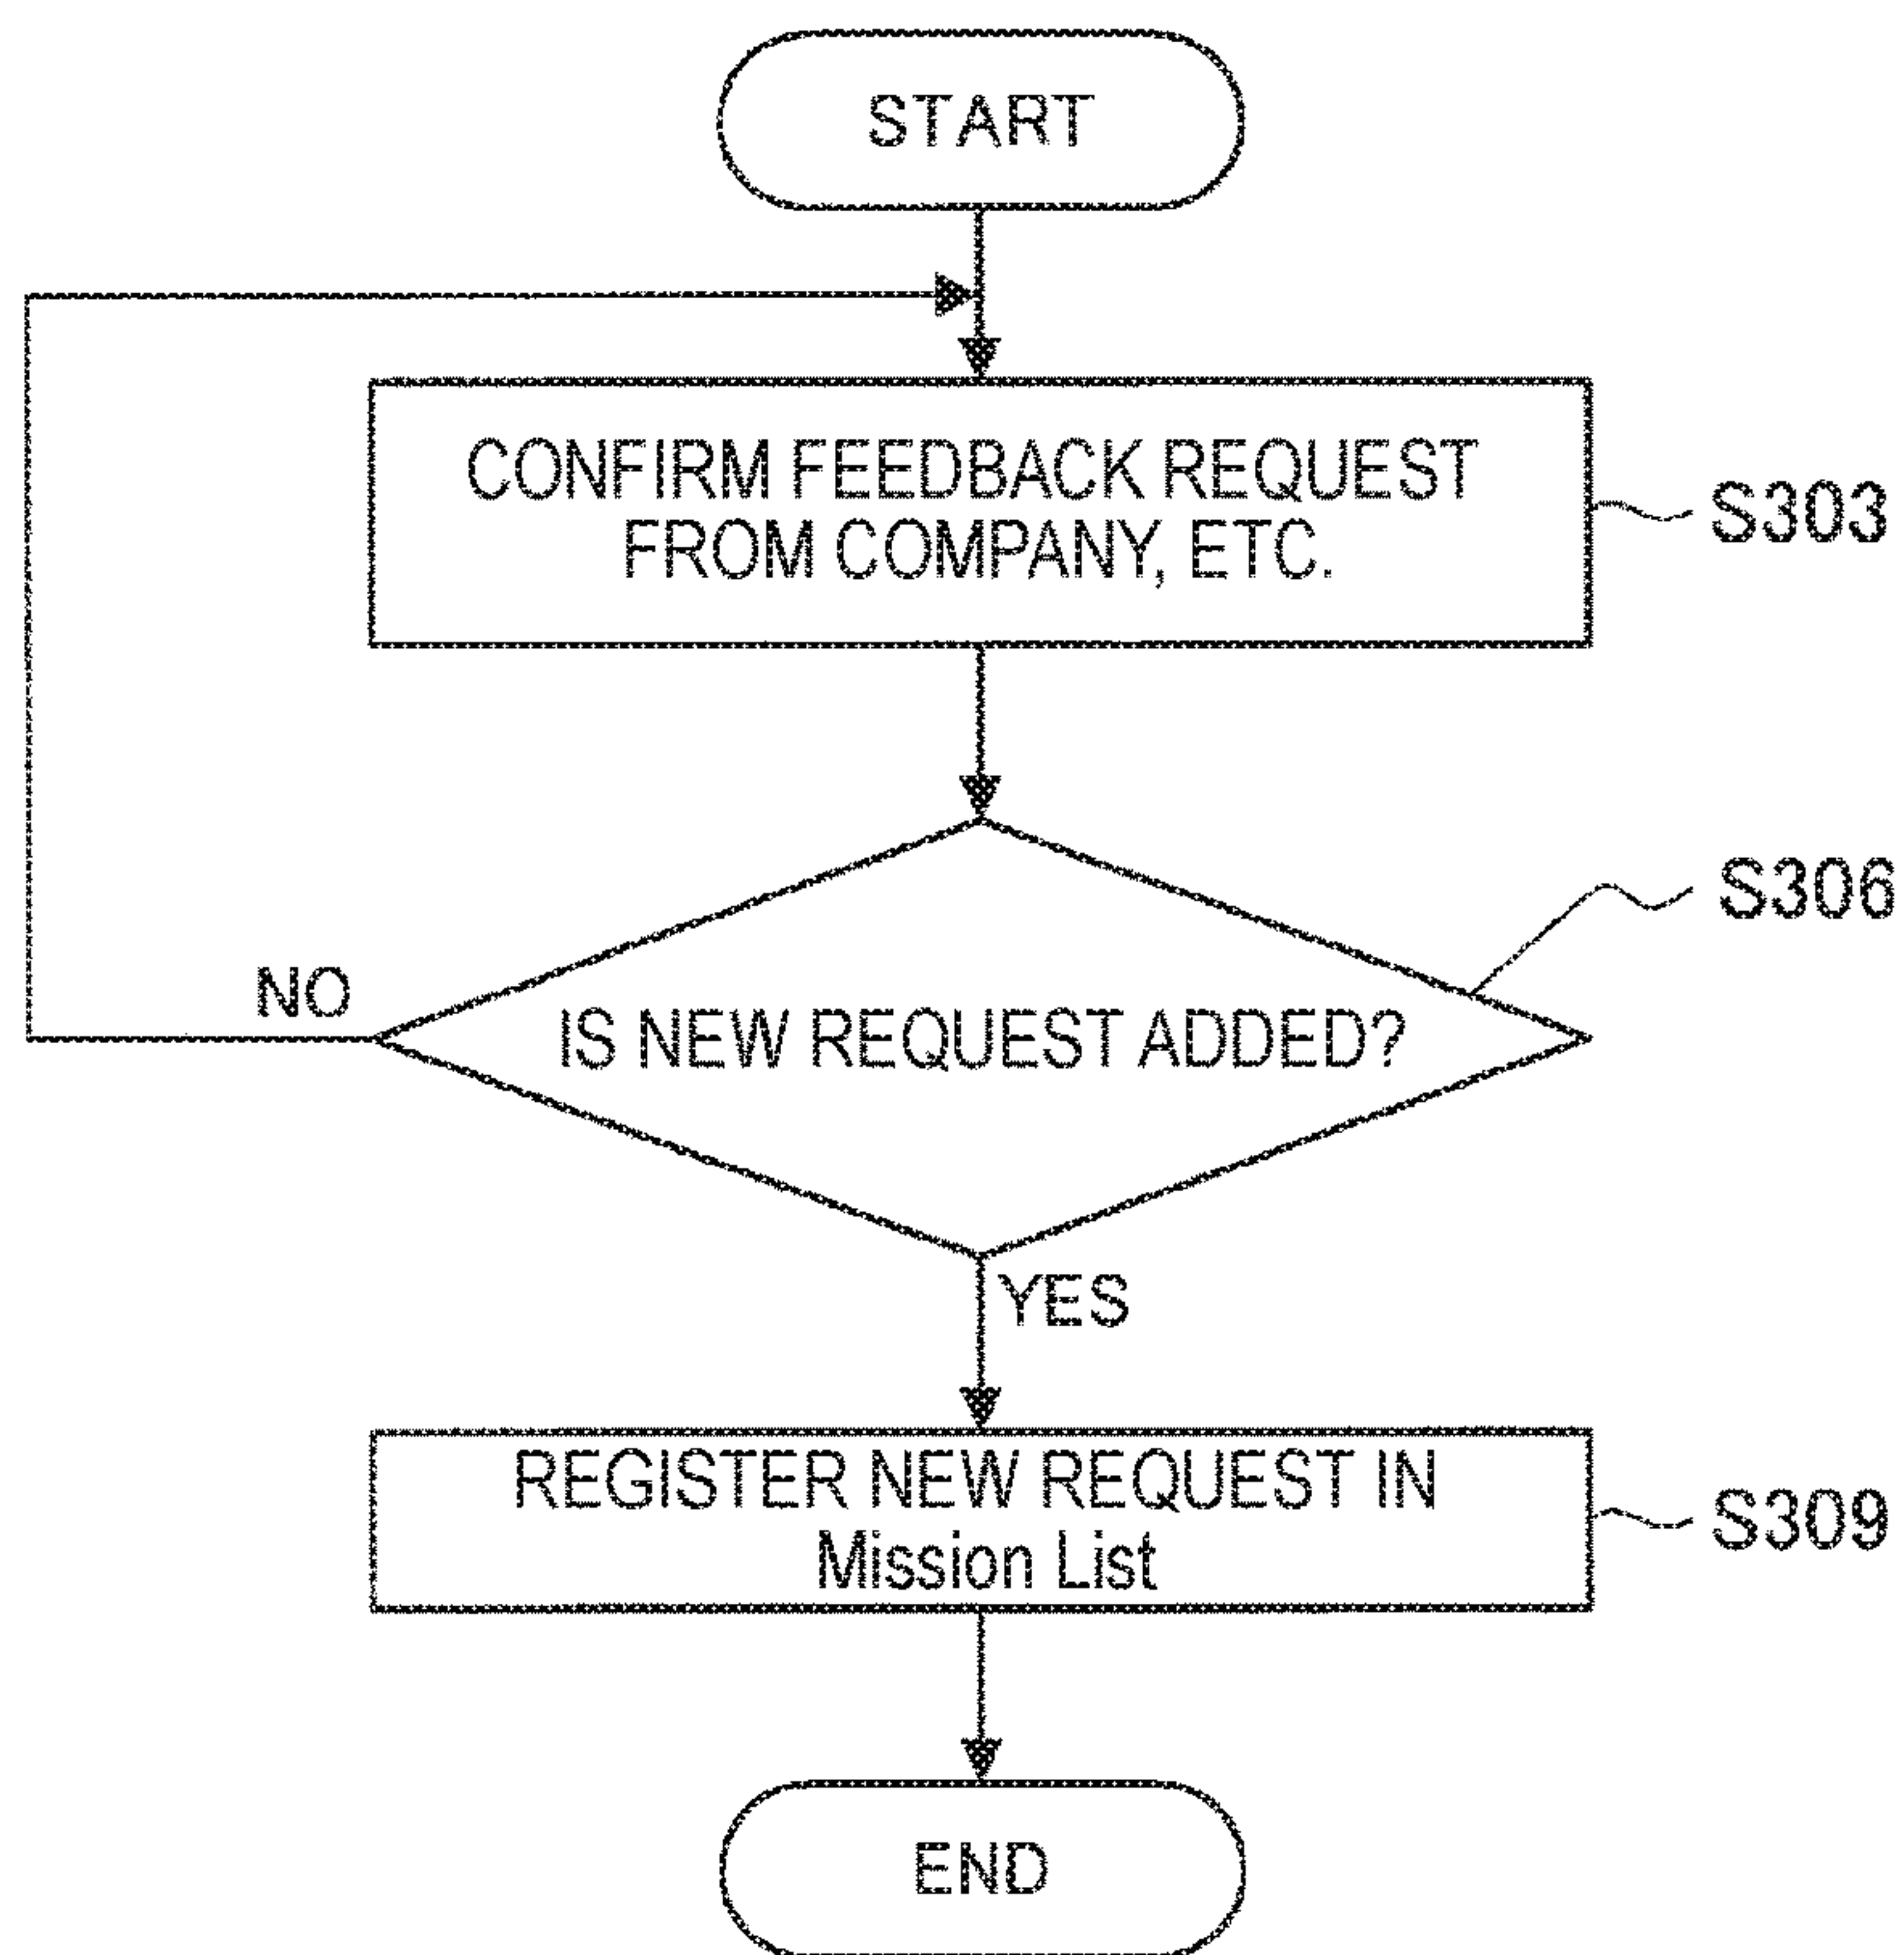 START
CONFIRM FEEDBACK REQUEST
FROM COMPANY, ETC.
S303
S306
NO
IS NEW REQUEST ADDED?
YES
REGISTER NEW REQUEST IN
Mission List
S309
END